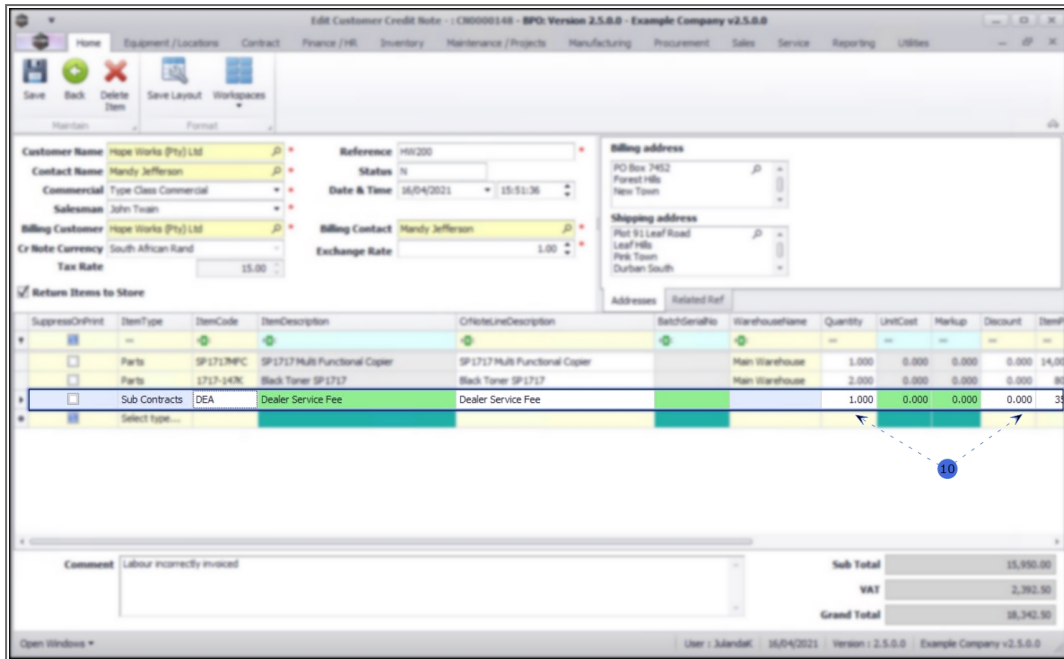 Edit Customer Credit Note - : CN0000148 - BPO: Version 2.5.0.0 - Example Company v2.5.0.0
Home Equipment / Locations Contract Finance / HR Inventory Maintenance / Projects Manufacturing Procurement Sales Service Reporting Utilities
Save Back Delete Item Save Layout Workspaces
Maintain Format
Customer Name Hope Works (Pty) Ltd * Reference HW200 * Billing address
Contact Name Mandy Jefferson * Status N PO Box 7452
Forest Hills
New Town
Commercial Type Class Commercial * Date & Time 16/04/2021 15:51:36
Salesman John Twain * Shipping address
Billing Customer Hope Works (Pty) Ltd * Billing Contact Mandy Jefferson * Plot 91 Leaf Road
Leaf Hills
Pink Town
Durban South
Cr Note Currency South African Rand Exchange Rate 1.00 *
Tax Rate 15.00
Return Items to Store Addresses Related Ref
SuppressOnPrint ItemType ItemCode ItemDescription CrNoteLineDescription BatchSerialNo WarehouseName Quantity UnitCost Markup Discount ItemP
Parts SP1717MFC SP1717 Multi Functional Copier SP1717 Multi Functional Copier Main Warehouse 1.000 0.000 0.000 0.000 14,00
Parts 1717-147K Black Toner SP1717 Black Toner SP1717 Main Warehouse 2.000 0.000 0.000 0.000 80
Sub Contracts DEA Dealer Service Fee Dealer Service Fee 1.000 0.000 0.000 0.000 35
Select type...
10
Comment Labour incorrectly invoiced Sub Total 15,950.00
VAT 2,392.50
Grand Total 18,342.50
Open Windows User : JulandaK 16/04/2021 Version : 2.5.0.0 Example Company v2.5.0.0